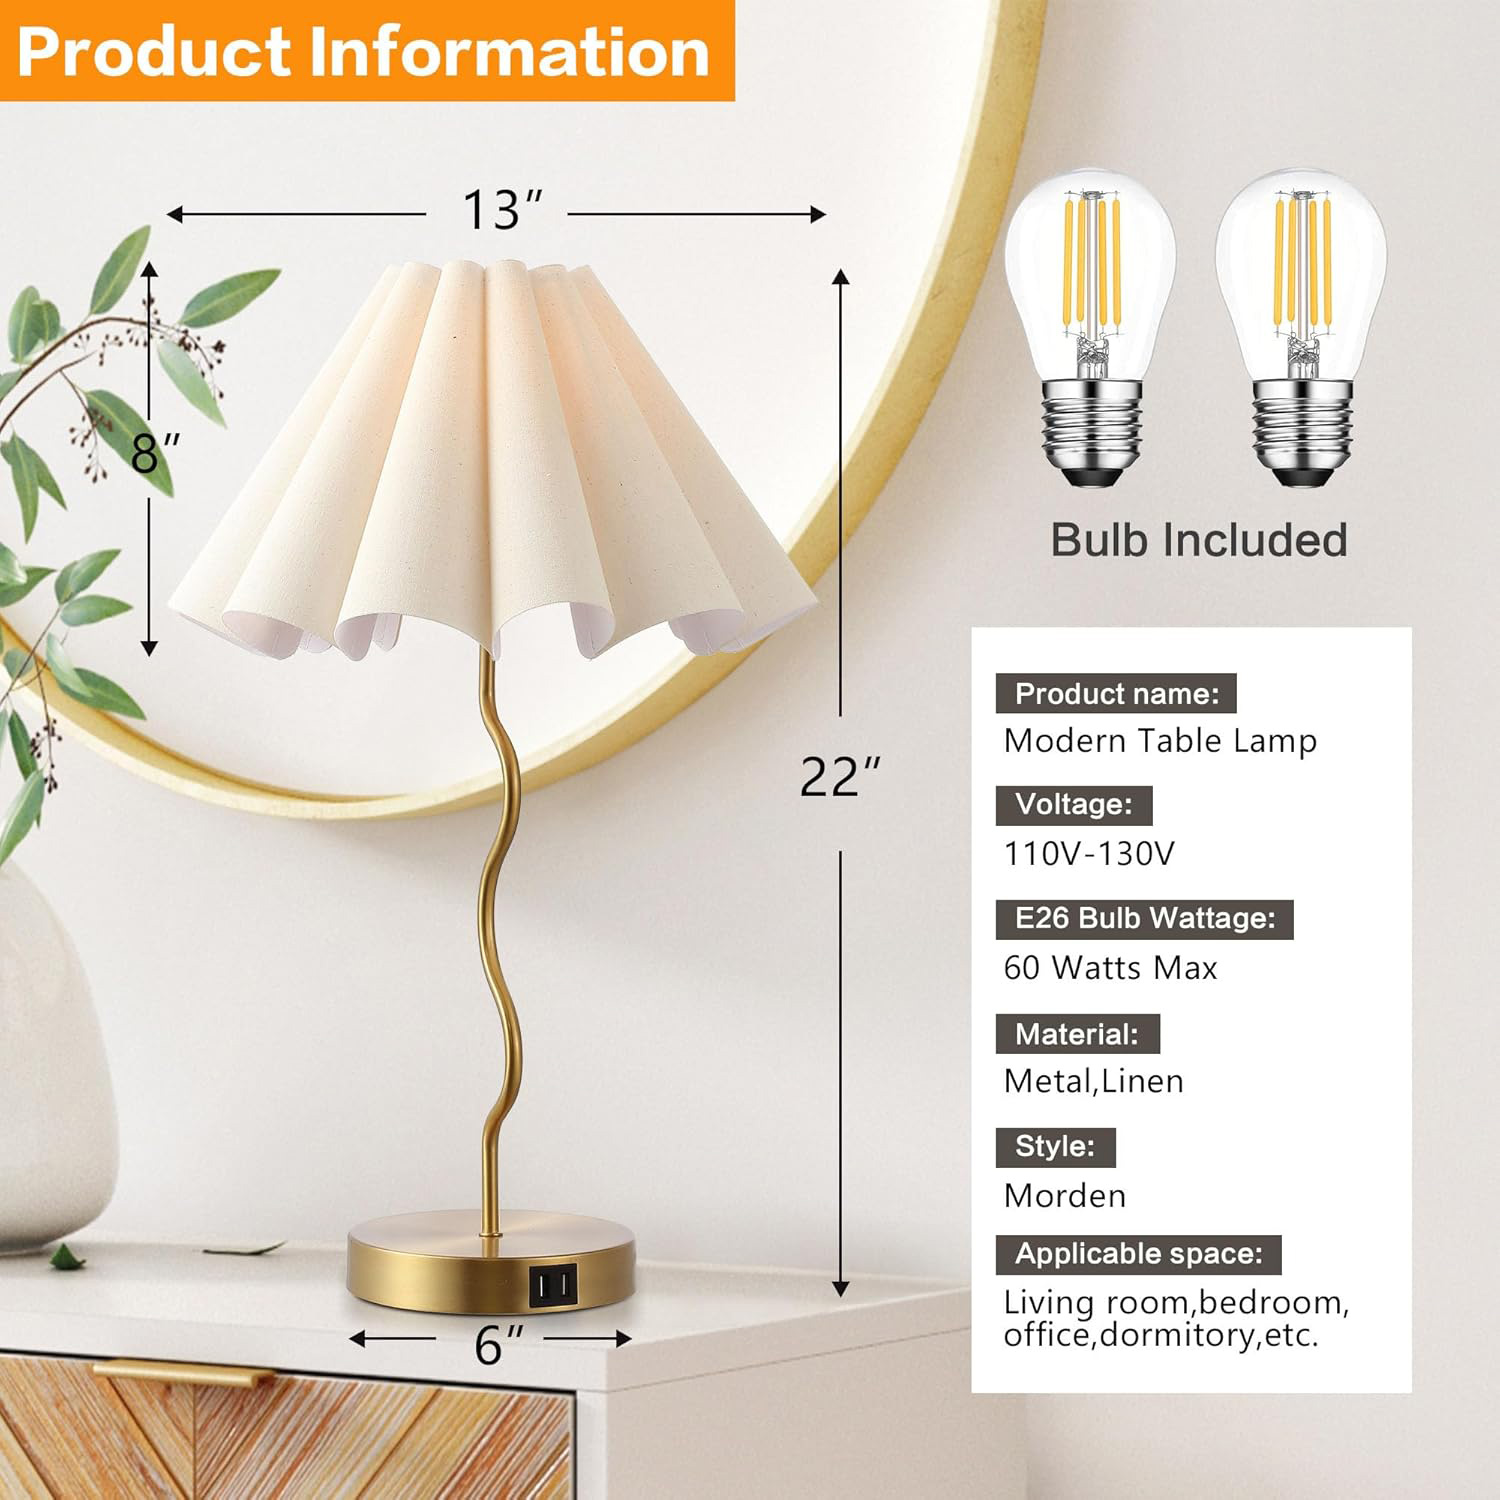 Product Information
13″
8″
22″
6″
Bulb Included
Product name:
Modern Table Lamp
Voltage:
110V-130V
E26 Bulb Wattage:
60 Watts Max
Material:
Metal,Linen
Style:
Morden
Applicable space:
Living room,bedroom,
office,dormitory,etc.